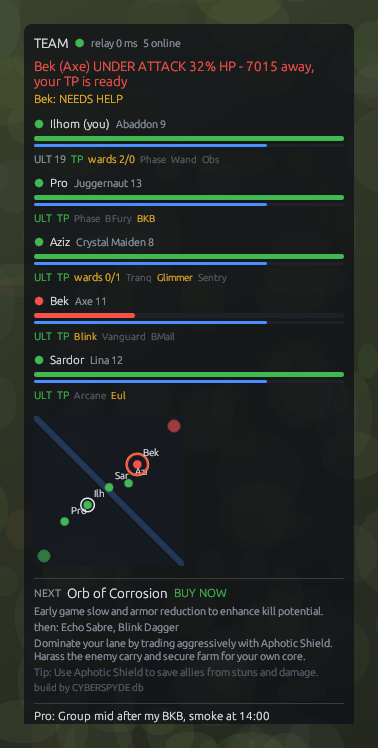 TEAM relay 0 ms 5 online
Bek (Axe) UNDER ATTACK 32% HP - 7015 away,
your TP is ready
Bek: NEEDS HELP
Ilhom (you) Abaddon 9
ULT 19 TP wards 2/0 Phase Wand Obs
Pro Juggernaut 13
ULT TP Phase BFury BKB
Aziz Crystal Maiden 8
ULT TP wards 0/1 Tranq Glimmer Sentry
Bek Axe 11
ULT TP Blink Vanguard BMail
Sardor Lina 12
ULT TP Arcane Eul
Bek
Azi
Sar
Ilh
Pro
NEXT Orb of Corrosion BUY NOW
Early game slow and armor reduction to enhance kill potential.
then: Echo Sabre, Blink Dagger
Dominate your lane by trading aggressively with Aphotic Shield.
Harass the enemy carry and secure farm for your own core.
Tip: Use Aphotic Shield to save allies from stuns and damage.
build by CYBERSPYDE db
Pro: Group mid after my BKB, smoke at 14:00